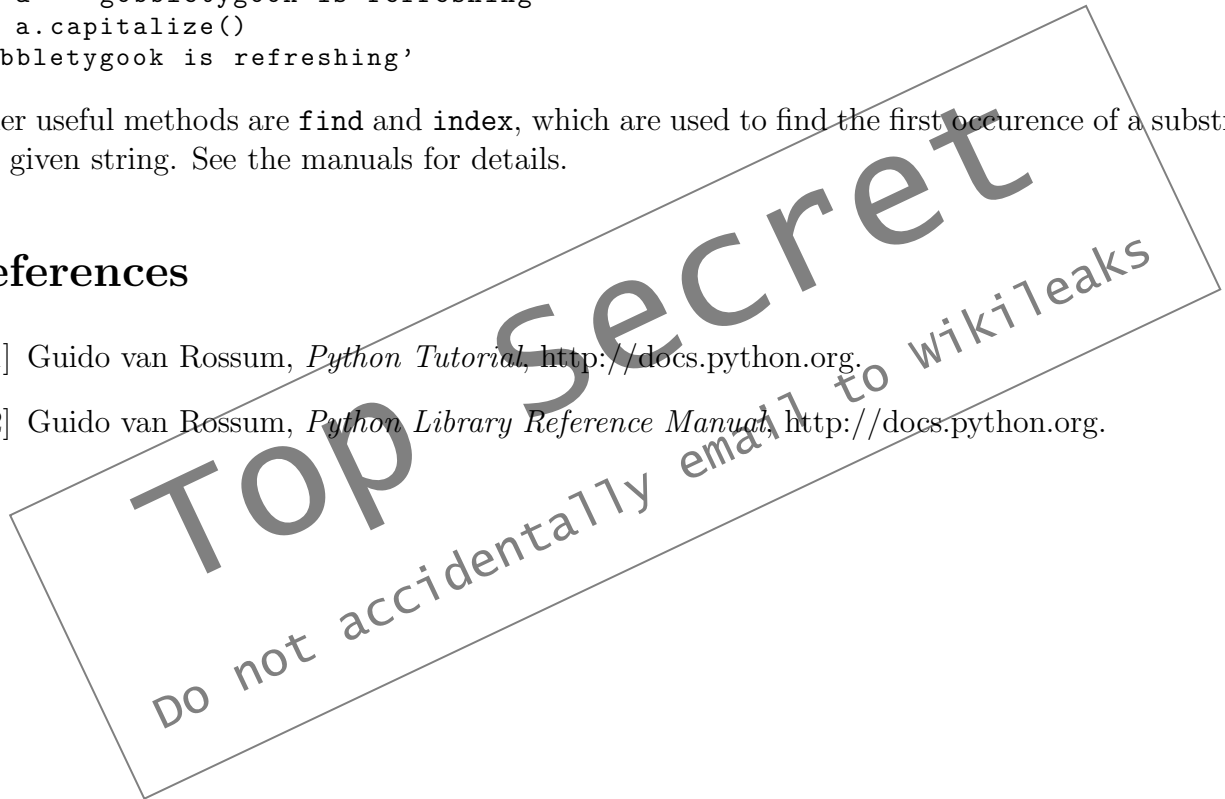 a.capitalize()
bbletygook is refreshing’
er useful methods are find and index, which are used to find the first occurence of a substr
given string. See the manuals for details.
eferences
] Guido van Rossum, Python Tutorial, http://docs.python.org.
] Guido van Rossum, Python Library Reference Manual, http://docs.python.org.
Top Secret
Do not accidentally email to wikileaks